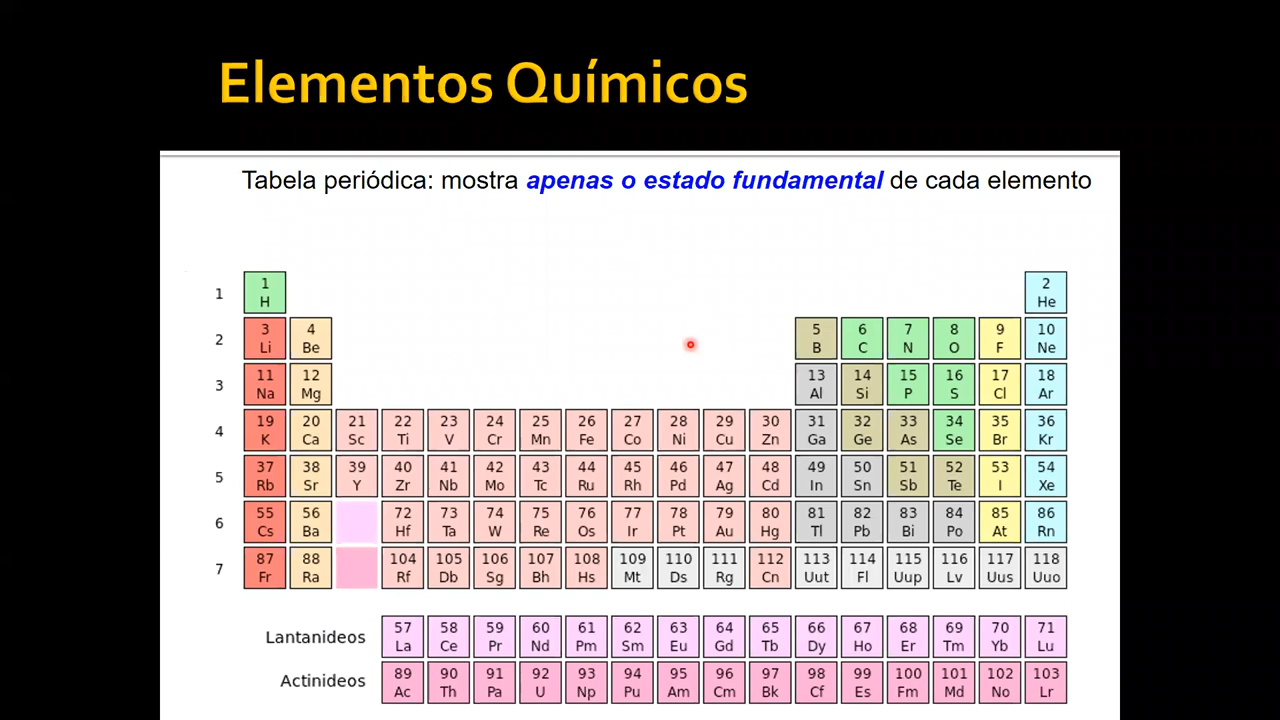 Elementos Químicos
Tabela periódica: mostra apenas o estado fundamental de cada elemento
1 2
1 H He
3 4 5 6 7 8 9 10
2 Li Be B C N O F Ne
11 12 13 14 15 16 17 18
3 Na Mg Al Si P S Cl Ar
19 20 21 22 23 24 25 26 27 28 29 30 31 32 33 34 35 36
4 K Ca Sc Ti V Cr Mn Fe Co Ni Cu Zn Ga Ge As Se Br Kr
37 38 39 40 41 42 43 44 45 46 47 48 49 50 51 52 53 54
5 Rb Sr Y Zr Nb Mo Tc Ru Rh Pd Ag Cd In Sn Sb Te I Xe
55 56 72 73 74 75 76 77 78 79 80 81 82 83 84 85 86
6 Cs Ba Hf Ta W Re Os Ir Pt Au Hg Tl Pb Bi Po At Rn
87 88 104 105 106 107 108 109 110 111 112 113 114 115 116 117 118
7 Fr Ra Rf Db Sg Bh Hs Mt Ds Rg Cn Uut Fl Uup Lv Uus Uuo
57 58 59 60 61 62 63 64 65 66 67 68 69 70 71
Lantanideos La Ce Pr Nd Pm Sm Eu Gd Tb Dy Ho Er Tm Yb Lu
89 90 91 92 93 94 95 96 97 98 99 100 101 102 103
Actinideos Ac Th Pa U Np Pu Am Cm Bk Cf Es Fm Md No Lr